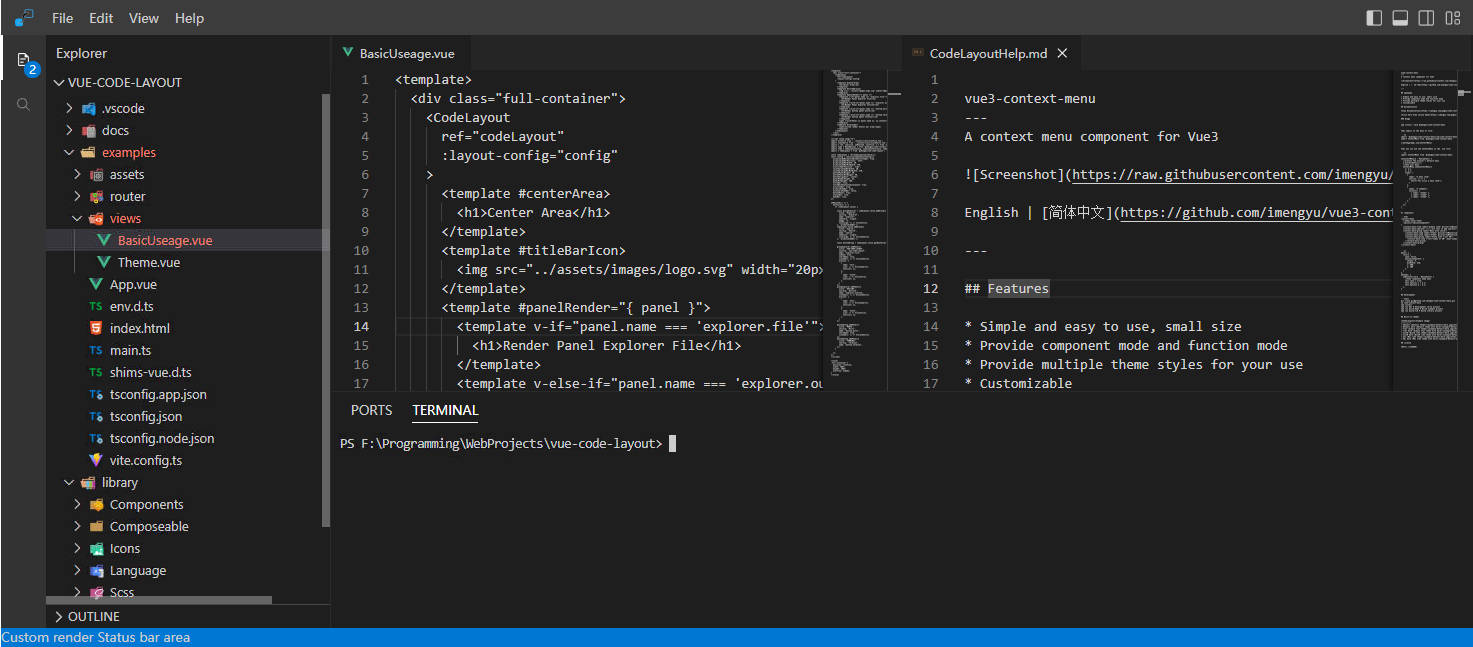 File Edit View Help
Explorer
VUE-CODE-LAYOUT
.vscode
docs
examples
assets
router
views
BasicUseage.vue
Theme.vue
App.vue
TS env.d.ts
index.html
TS main.ts
TS shims-vue.d.ts
TS tsconfig.app.json
TS tsconfig.json
TS tsconfig.node.json
vite.config.ts
library
Components
Composeable
Icons
Language
Scss
OUTLINE
2
BasicUseage.vue
1 <template>
2 <div class="full-container">
3 <CodeLayout
4 ref="codeLayout"
5 :layout-config="config"
6 >
7 <template #centerArea>
8 <h1>Center Area</h1>
9 </template>
10 <template #titleBarIcon>
11 <img src="../assets/images/logo.svg" width="20px
12 </template>
13 <template #panelRender="{ panel }">
14 <template v-if="panel.name === 'explorer.file'">
15 <h1>Render Panel Explorer File</h1>
16 </template>
17 <template v-else-if="panel.name === 'explorer.ou
CodeLayoutHelp.md
1
2 vue3-context-menu
3 ---
4 A context menu component for Vue3
5
6 ![Screenshot](https://raw.githubusercontent.com/imengyu/
7
8 English | [简体中文](https://github.com/imengyu/vue3-cont
9
10 ---
11
12 ## Features
13
14 * Simple and easy to use, small size
15 * Provide component mode and function mode
16 * Provide multiple theme styles for your use
17 * Customizable
PORTS TERMINAL
PS F:\Programming\WebProjects\vue-code-layout>
Custom render Status bar area